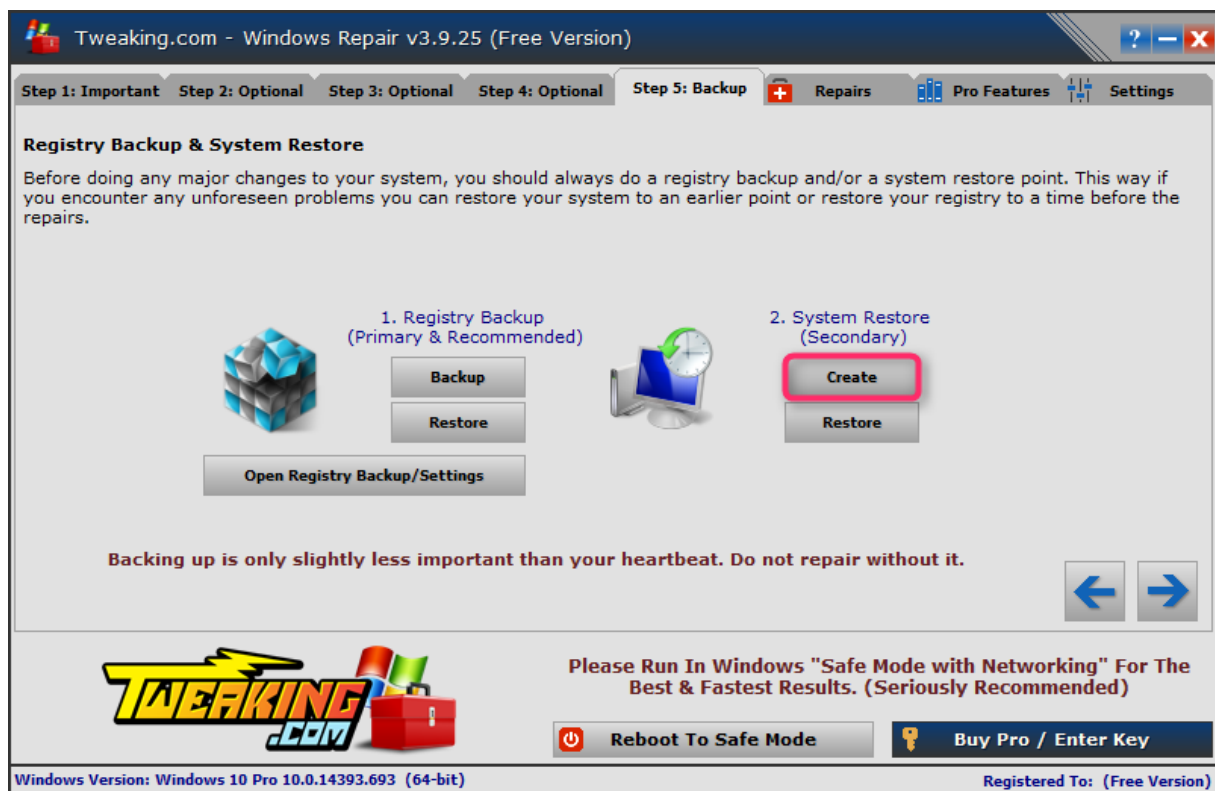 Tweaking.com - Windows Repair v3.9.25 (Free Version)
?
X
Step 1: Important Step 2: Optional Step 3: Optional Step 4: Optional Step 5: Backup Repairs Pro Features Settings
Registry Backup & System Restore
Before doing any major changes to your system, you should always do a registry backup and/or a system restore point. This way if
you encounter any unforeseen problems you can restore your system to an earlier point or restore your registry to a time before the
repairs.
1. Registry Backup
(Primary & Recommended)
Backup
Restore
Open Registry Backup/Settings
2. System Restore
(Secondary)
Create
Restore
Backing up is only slightly less important than your heartbeat. Do not repair without it.
TWEAKING
.COM
Please Run In Windows "Safe Mode with Networking" For The
Best & Fastest Results. (Seriously Recommended)
Reboot To Safe Mode
Buy Pro / Enter Key
Windows Version: Windows 10 Pro 10.0.14393.693 (64-bit)
Registered To: (Free Version)